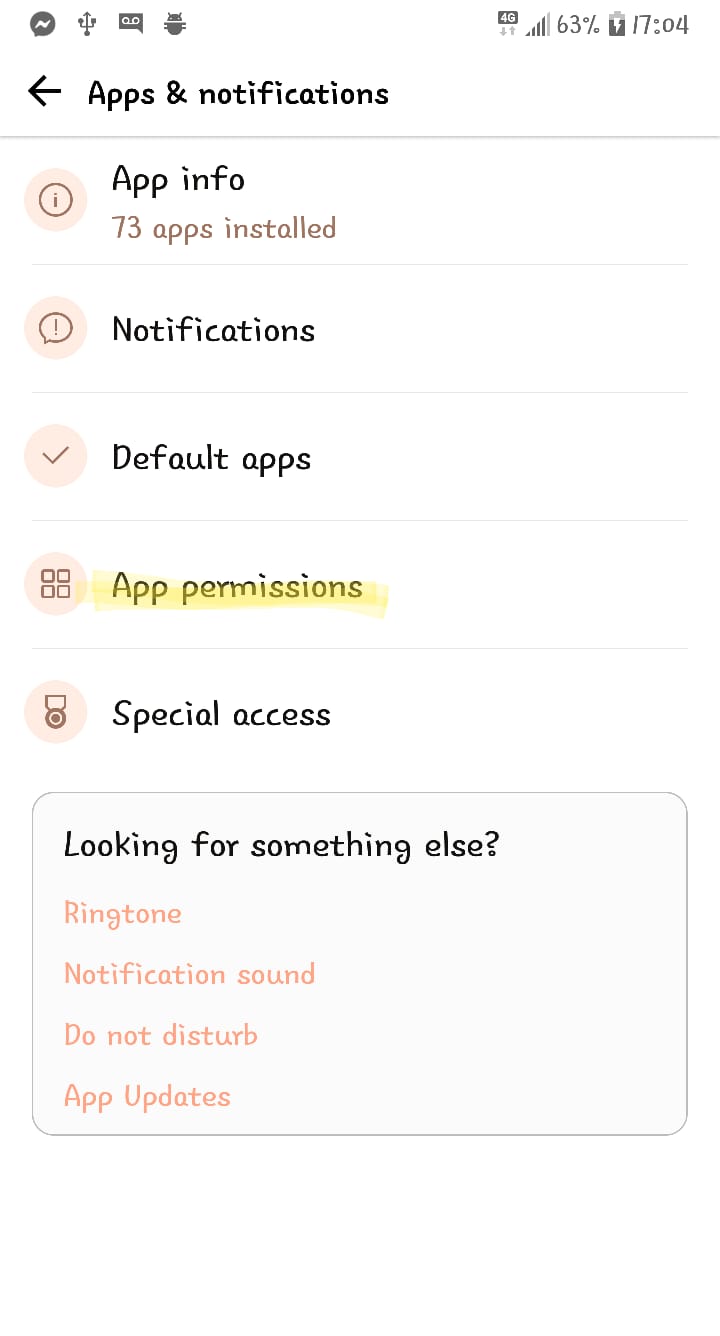 4G 63% 17:04
Apps & notifications
App info
73 apps installed
Notifications
Default apps
App permissions
Special access
Looking for something else?
Ringtone
Notification sound
Do not disturb
App Updates